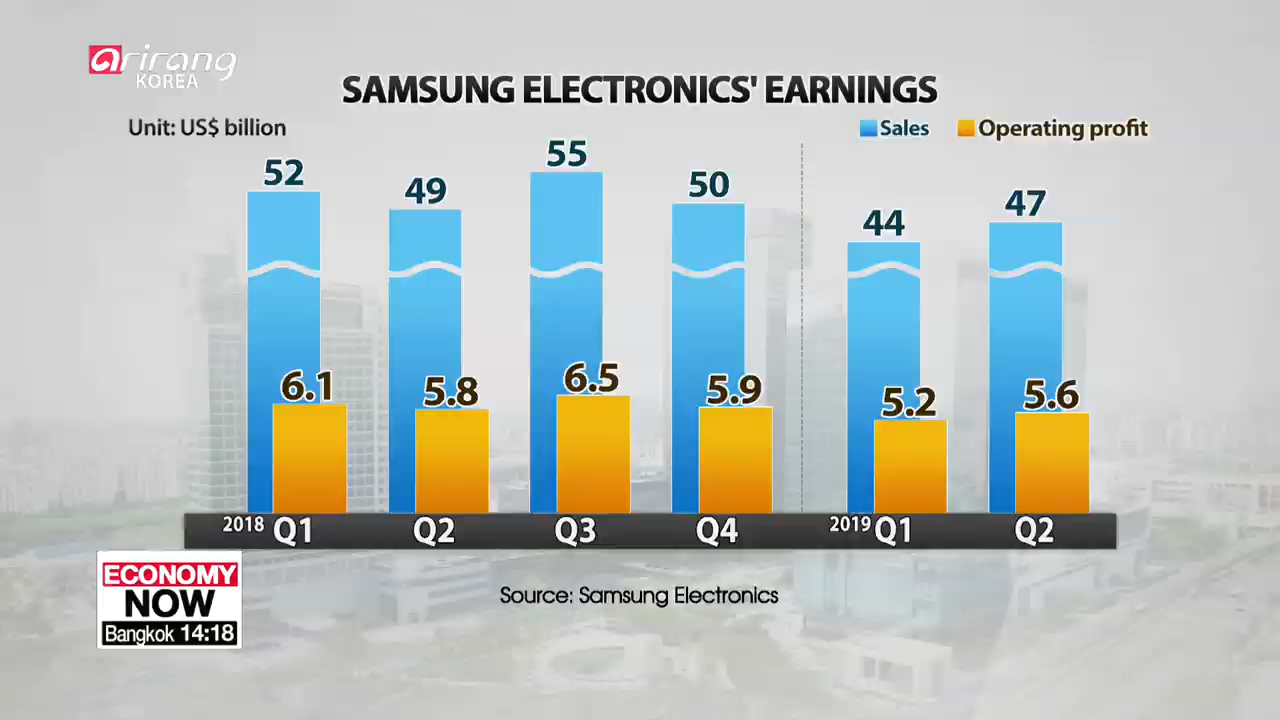 arirang
KOREA
SAMSUNG ELECTRONICS' EARNINGS
Unit: US$ billion
Sales
Operating profit
52
49
55
50
44
47
6.1
5.8
6.5
5.9
5.2
5.6
2018 Q1
Q2
Q3
Q4
2019 Q1
Q2
Source: Samsung Electronics
ECONOMY
NOW
Bangkok 14:18